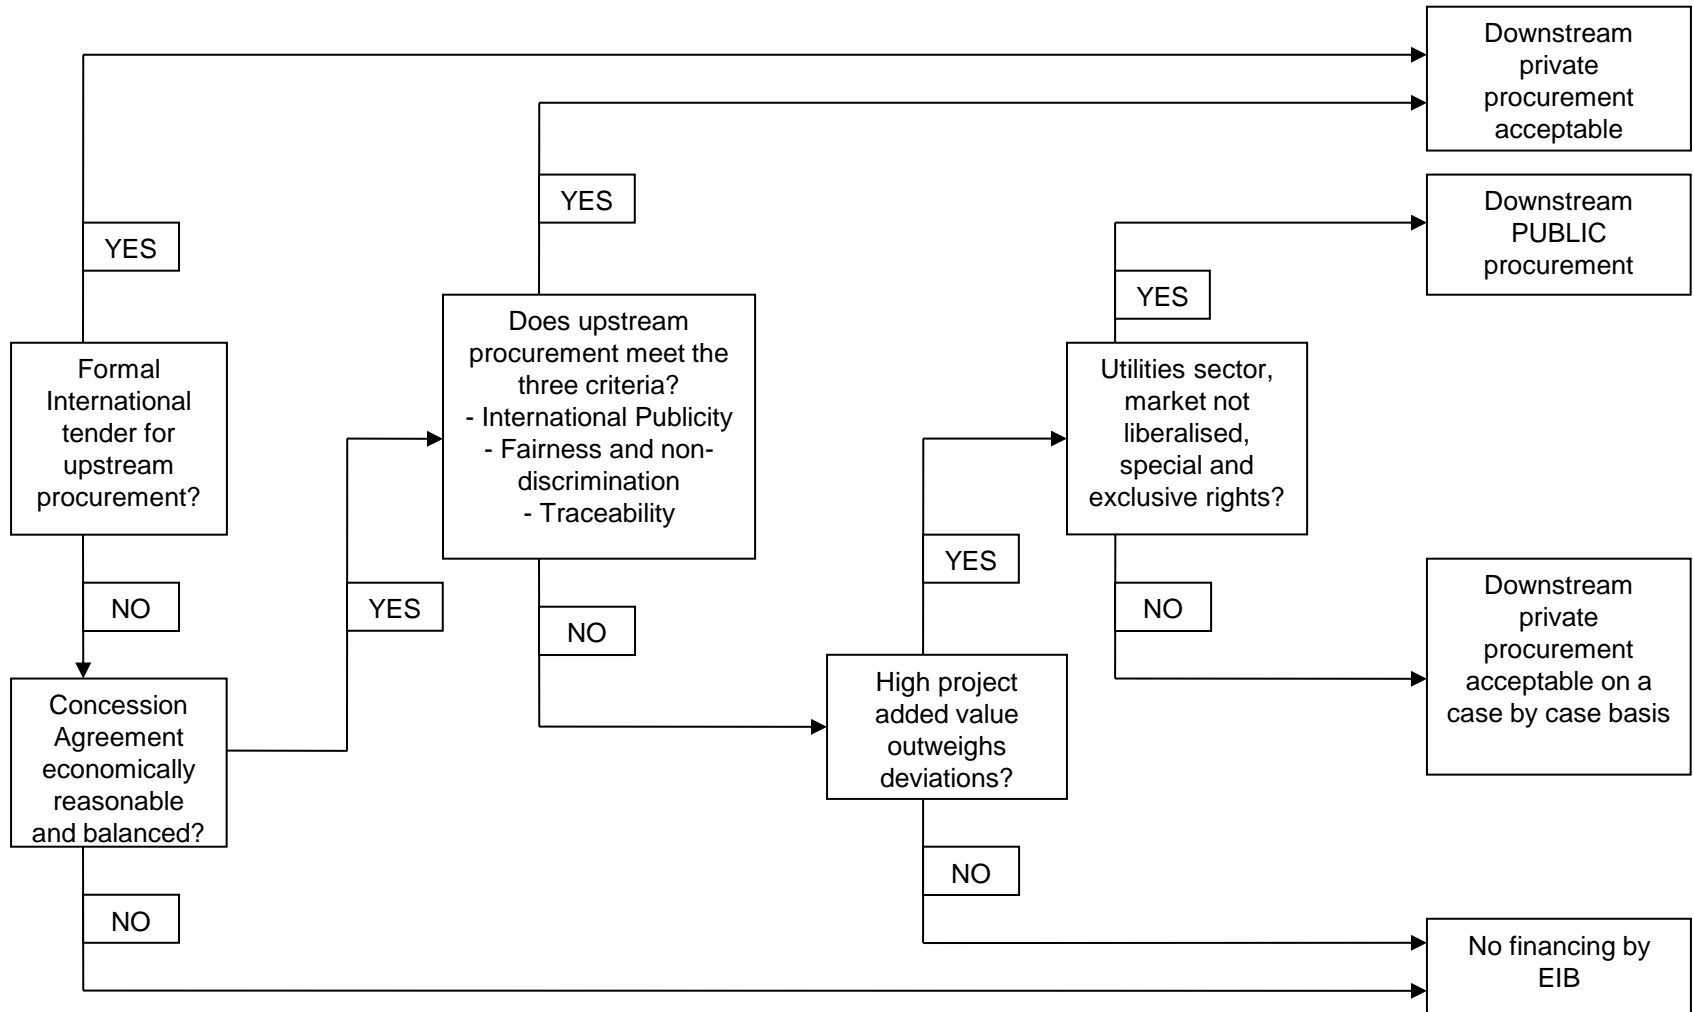 Downstream
private
procurement
acceptable
YES
Downstream
PUBLIC
procurement
YES
YES
Does upstream
procurement meet the
three criteria?
- International Publicity
- Fairness and non-
discrimination
- Traceability
Formal
International
tender for
upstream
procurement?
Utilities sector,
market not
liberalised,
special and
exclusive rights?
YES
NO
YES
NO
NO
Downstream
private
procurement
acceptable on a
case by case basis
Concession
Agreement
economically
reasonable
and balanced?
High project
added value
outweighs
deviations?
NO
NO
No financing by
EIB